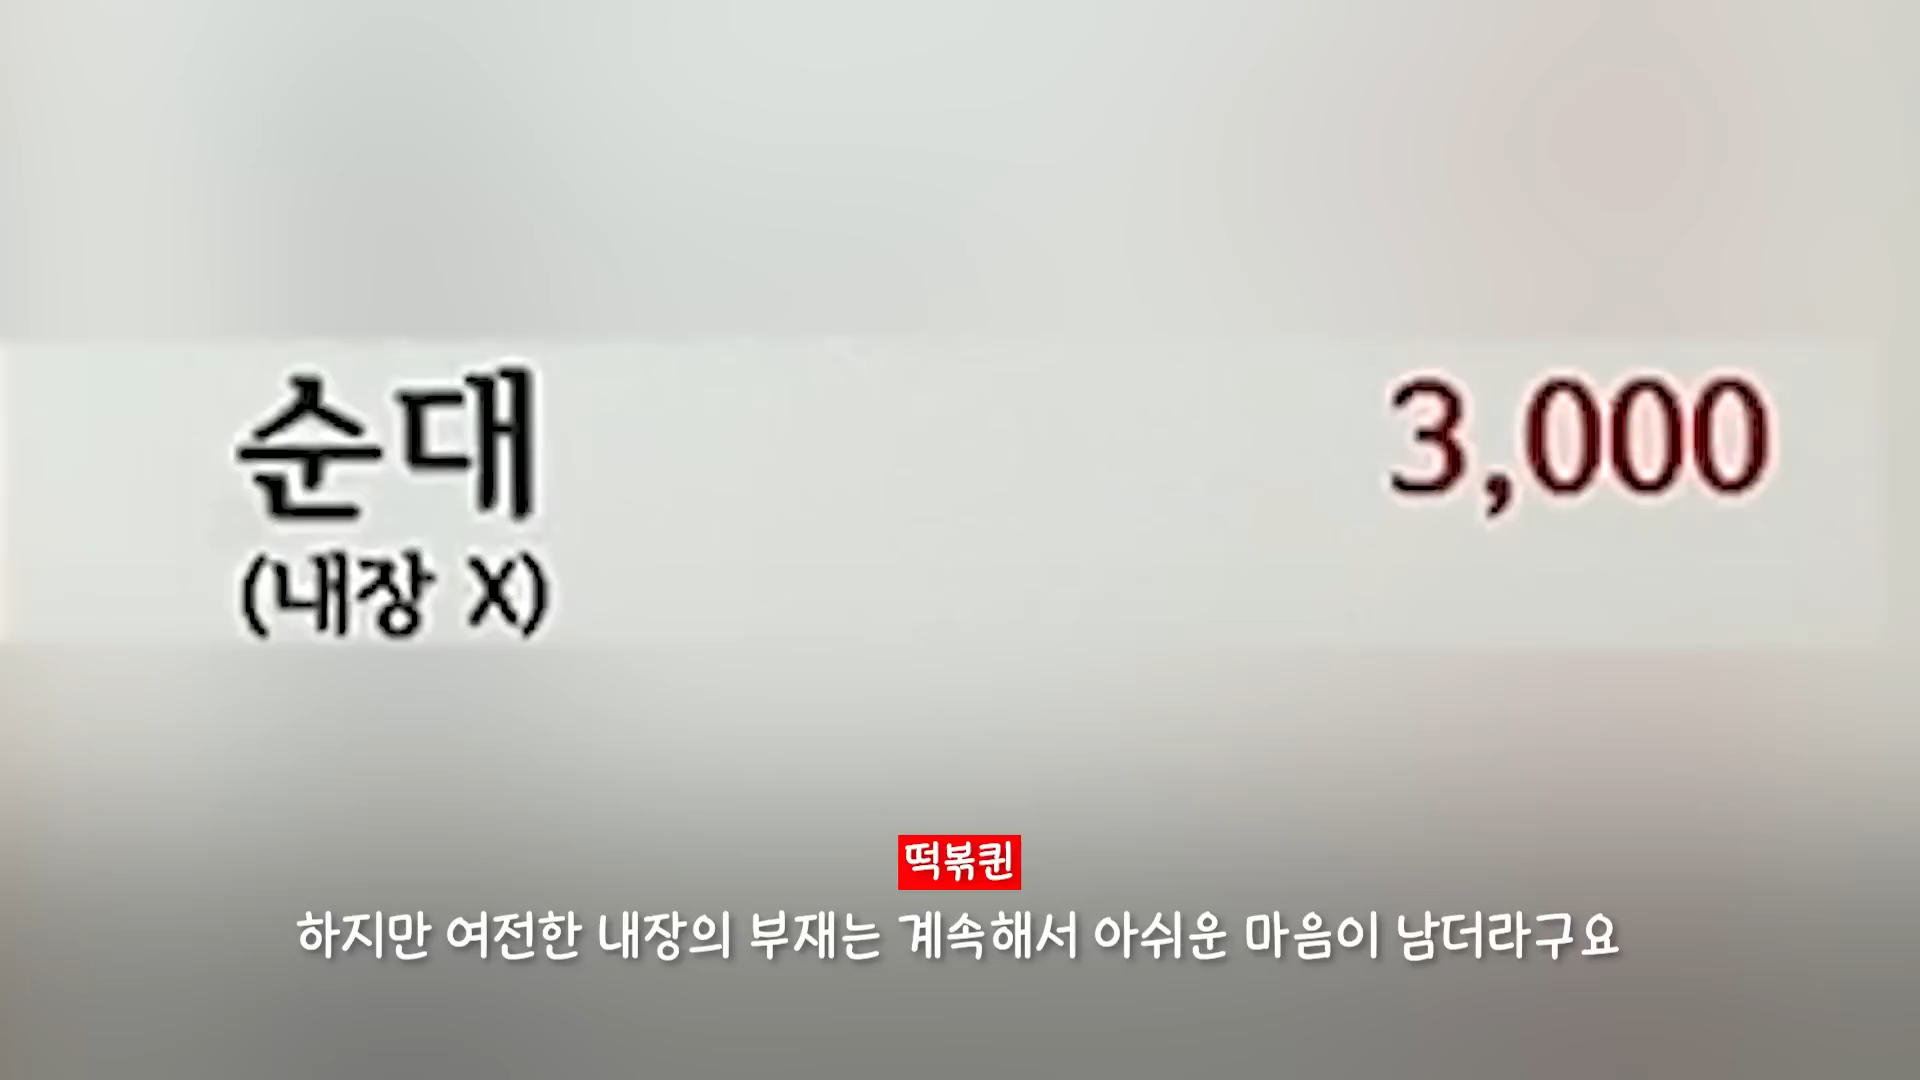 순대 3,000
(내장 X)
떡볶퀸
하지만 여전한 내장의 부재는 계속해서 아쉬운 마음이 남더라구요